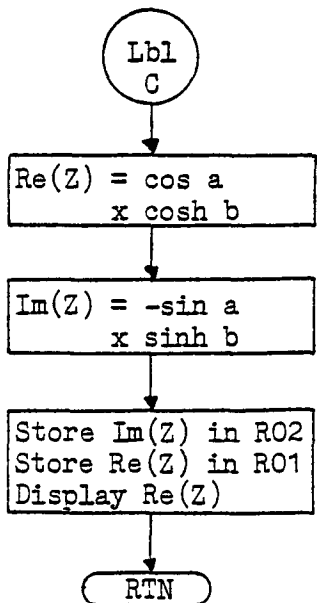 Lbl
C
Re(Z) = cos a
x cosh b
Im(Z) = -sin a
x sinh b
Store Im(Z) in R02
Store Re(Z) in R01
Display Re(Z)
RTN